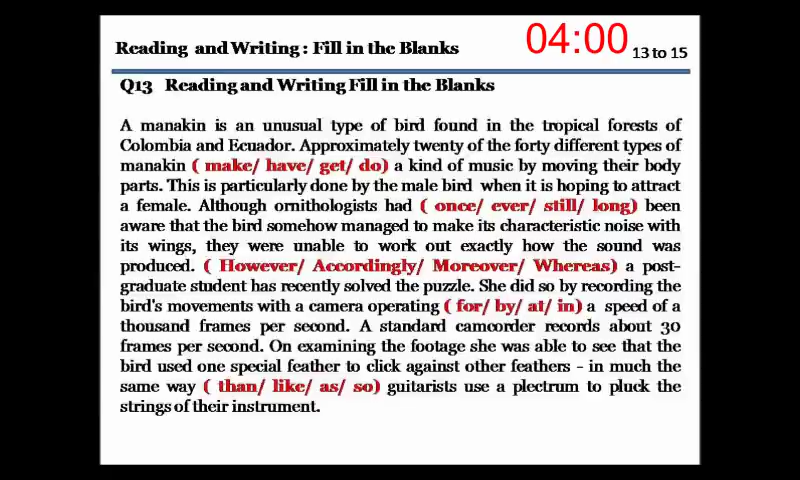 Reading and Writing : Fill in the Blanks
04:00
13 to 15
Q13 Reading and Writing Fill in the Blanks
A manakin is an unusual type of bird found in the tropical forests of
Colombia and Ecuador. Approximately twenty of the forty different types of
manakin ( make/ have/ get/ do) a kind of music by moving their body
parts. This is particularly done by the male bird when it is hoping to attract
a female. Although ornithologists had ( once/ ever/ still/ long) been
aware that the bird somehow managed to make its characteristic noise with
its wings, they were unable to work out exactly how the sound was
produced. ( However/ Accordingly/ Moreover/ Whereas) a post-
graduate student has recently solved the puzzle. She did so by recording the
bird's movements with a camera operating ( for/ by/ at/ in) a speed of a
thousand frames per second. A standard camcorder records about 30
frames per second. On examining the footage she was able to see that the
bird used one special feather to click against other feathers - in much the
same way ( than/ like/ as/ so) guitarists use a plectrum to pluck the
strings of their instrument.